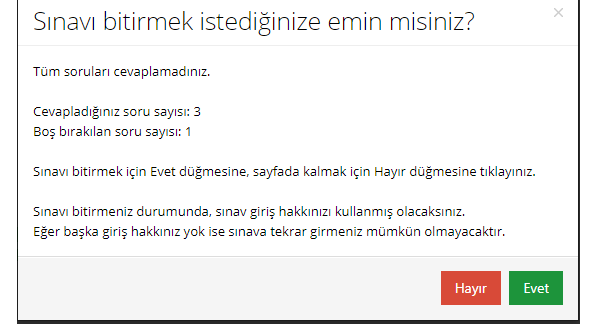 Sınavı bitirmek istediğinize emin misiniz?
×
Tüm soruları cevaplamadınız.
Cevapladığınız soru sayısı: 3
Boş bırakılan soru sayısı: 1
Sınavı bitirmek için Evet düğmesine, sayfada kalmak için Hayır düğmesine tıklayınız.
Sınavı bitirmeniz durumunda, sınav giriş hakkınızı kullanmış olacaksınız.
Eğer başka giriş hakkınız yok ise sınava tekrar girmeniz mümkün olmayacaktır.
Hayır
Evet